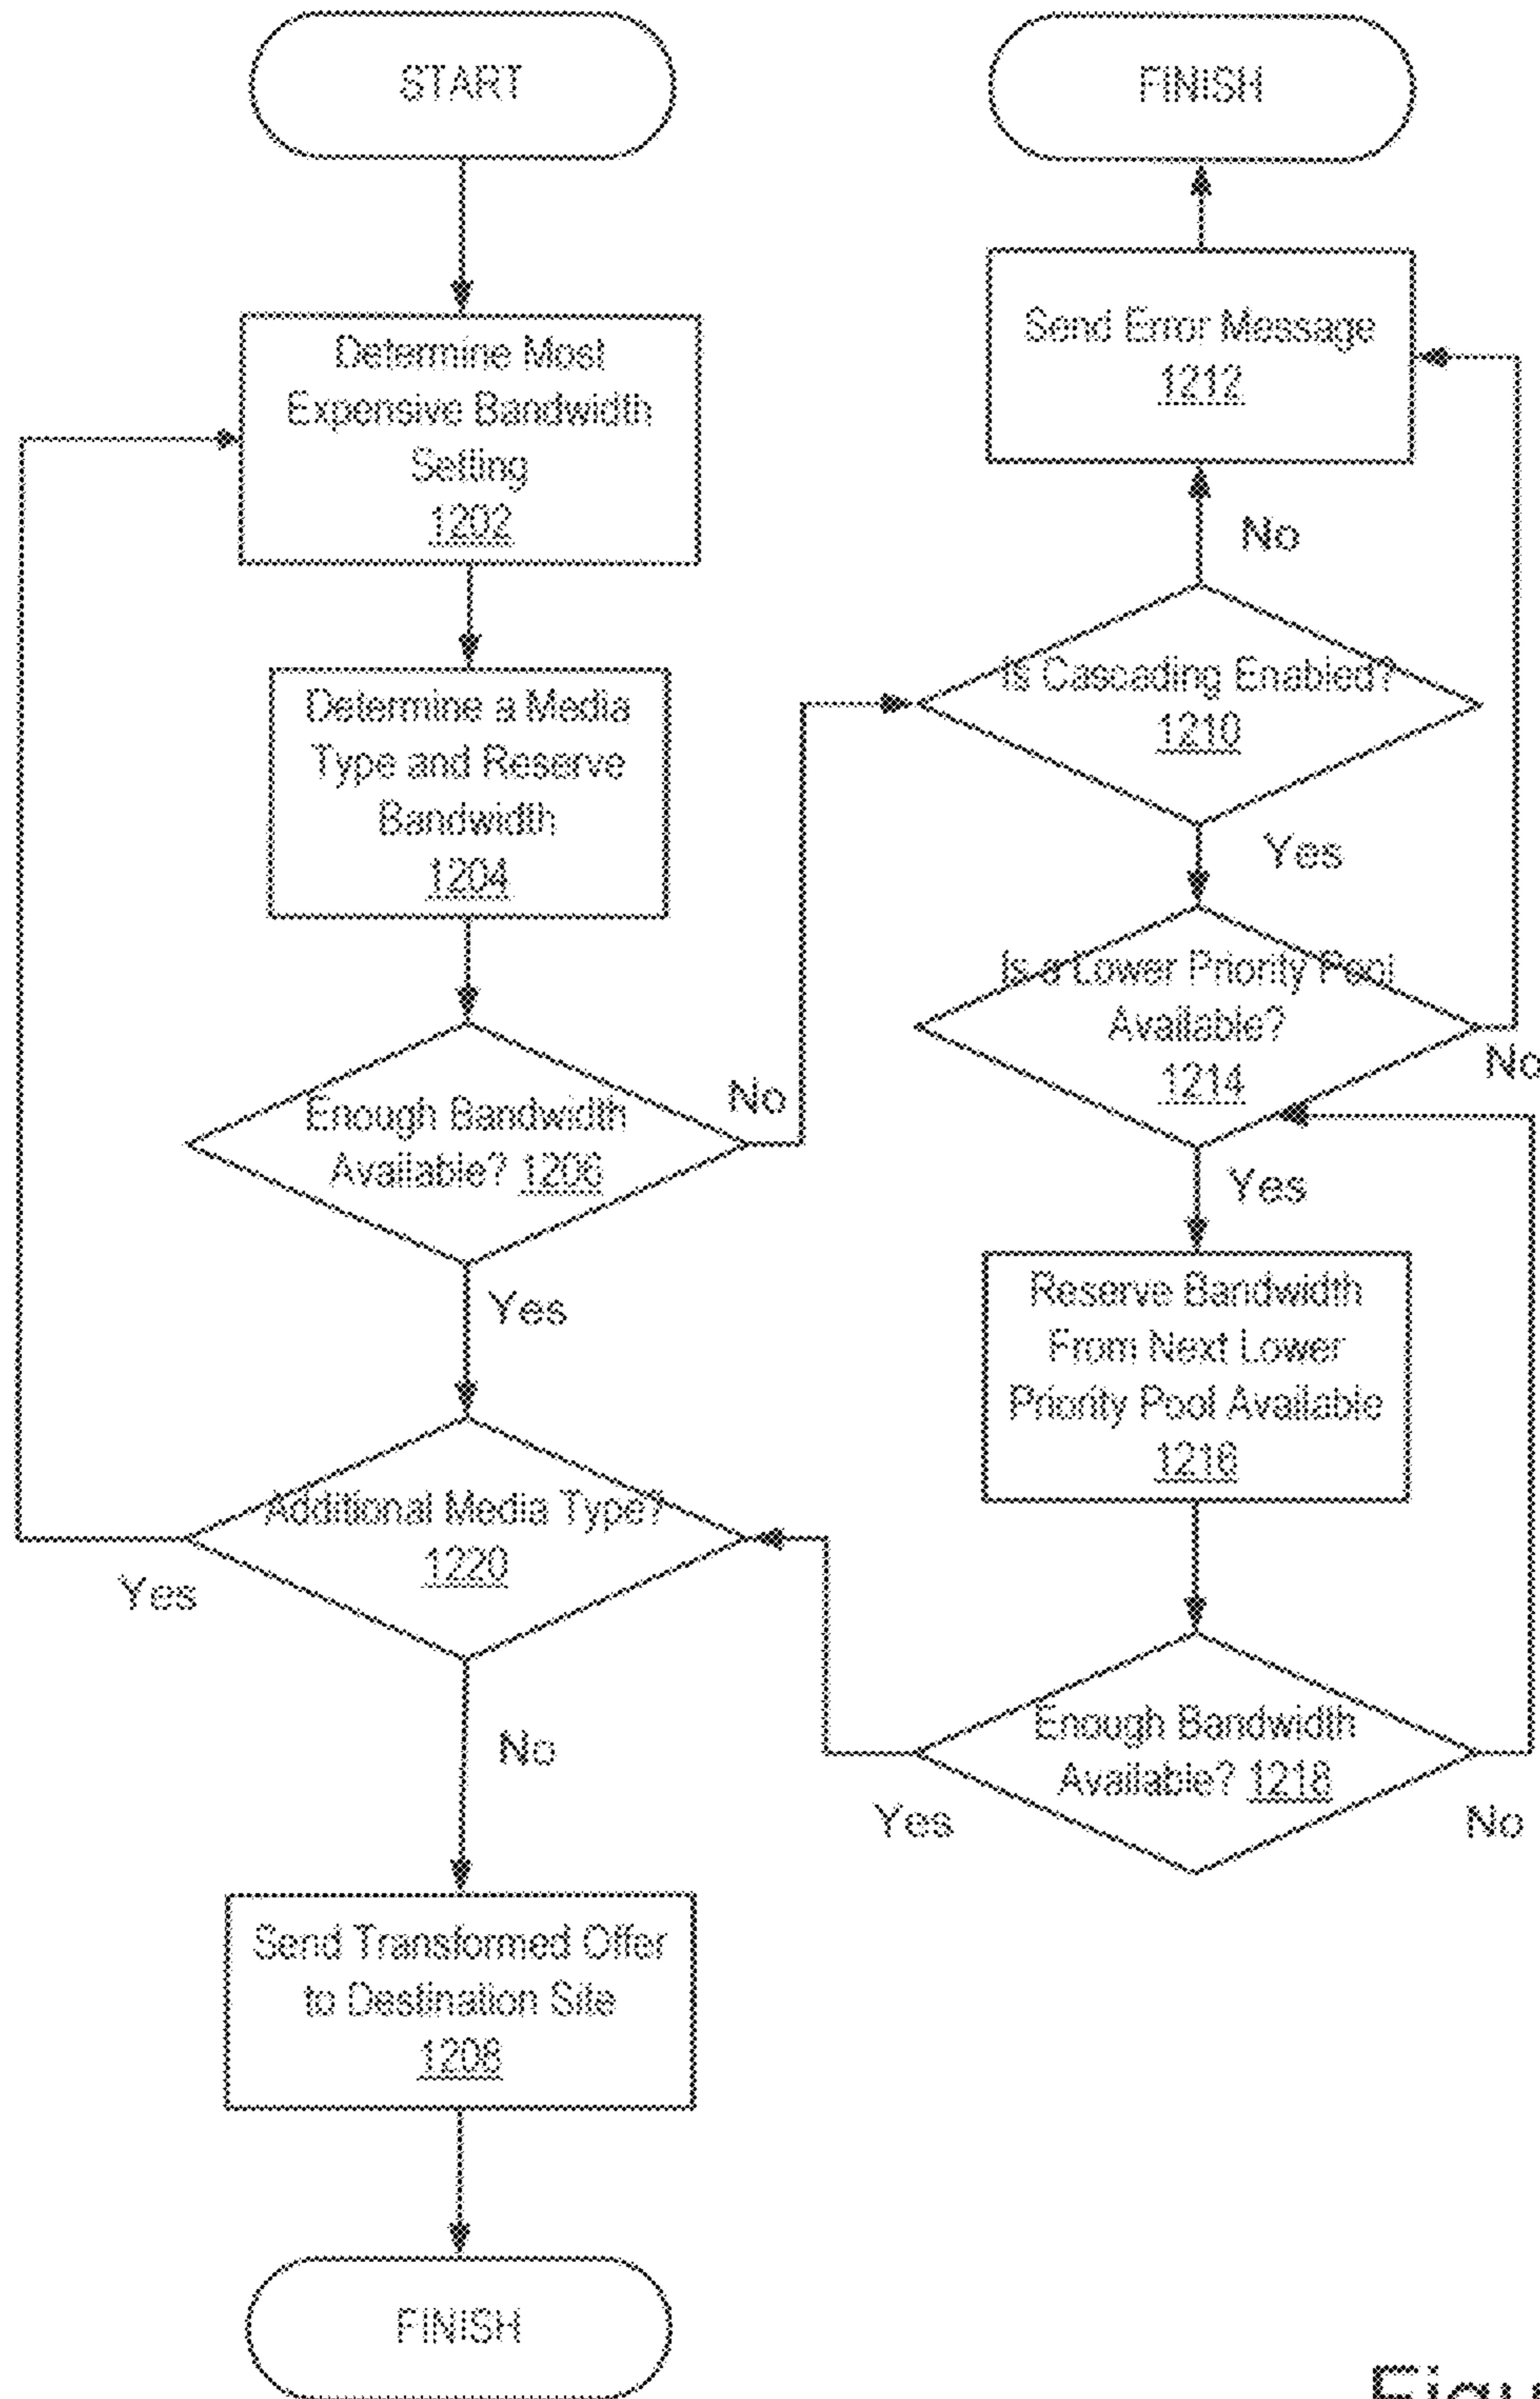 START
Determine Most
Expensive Bandwidth
Setting
1202
Determine a Media
Type and Reserve
Bandwidth
1204
Enough Bandwidth
Available? 1206
No
Yes
Additional Media Type?
1220
Yes
No
Send Transformed Offer
to Destination Site
1208
FINISH
FINISH
Send Error Message
1212
No
Is Cascading Enabled?
1210
Yes
Is a Lower Priority Pool
Available?
1214
No
Yes
Reserve Bandwidth
From Next Lower
Priority Pool Available
1216
Enough Bandwidth
Available? 1218
Yes
No